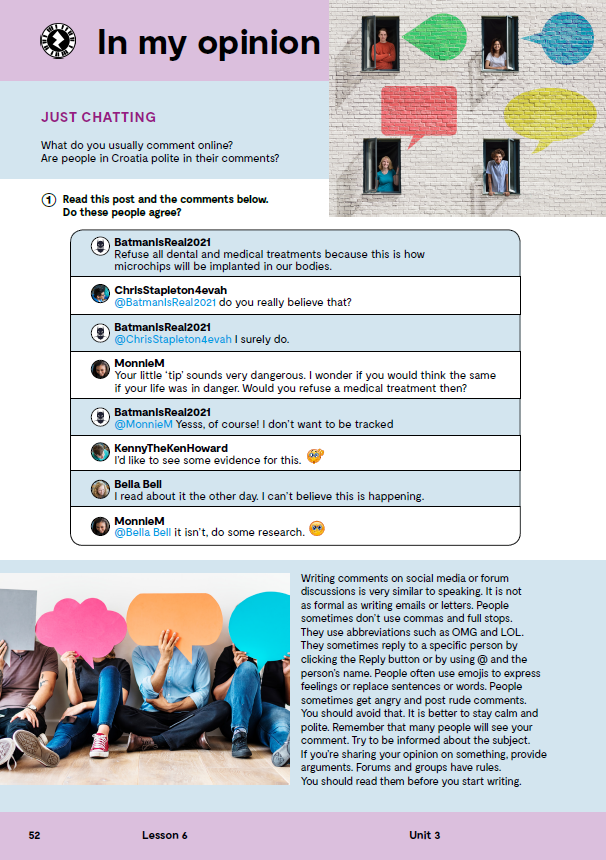 In my opinion
JUST CHATTING
What do you usually comment online?
Are people in Croatia polite in their comments?
1 Read this post and the comments below.
Do these people agree?
BatmanIsReal2021
Refuse all dental and medical treatments because this is how
microchips will be implanted in our bodies.
ChrisStapleton4evah
@BatmanIsReal2021 do you really believe that?
BatmanIsReal2021
@ChrisStapleton4evah I surely do.
MonnieM
Your little ‘tip’ sounds very dangerous. I wonder if you would think the same
if your life was in danger. Would you refuse a medical treatment then?
BatmanIsReal2021
@MonnieM Yesss, of course! I don’t want to be tracked
KennyTheKenHoward
I’d like to see some evidence for this.
Bella Bell
I read about it the other day. I can’t believe this is happening.
MonnieM
@Bella Bell it isn’t, do some research.
Writing comments on social media or forum
discussions is very similar to speaking. It is not
as formal as writing emails or letters. People
sometimes don’t use commas and full stops.
They use abbreviations such as OMG and LOL.
They sometimes reply to a specific person by
clicking the Reply button or by using @ and the
person’s name. People often use emojis to express
feelings or replace sentences or words. People
sometimes get angry and post rude comments.
You should avoid that. It is better to stay calm and
polite. Remember that many people will see your
comment. Try to be informed about the subject.
If you’re sharing your opinion on something, provide
arguments. Forums and groups have rules.
You should read them before you start writing.
52
Lesson 6
Unit 3